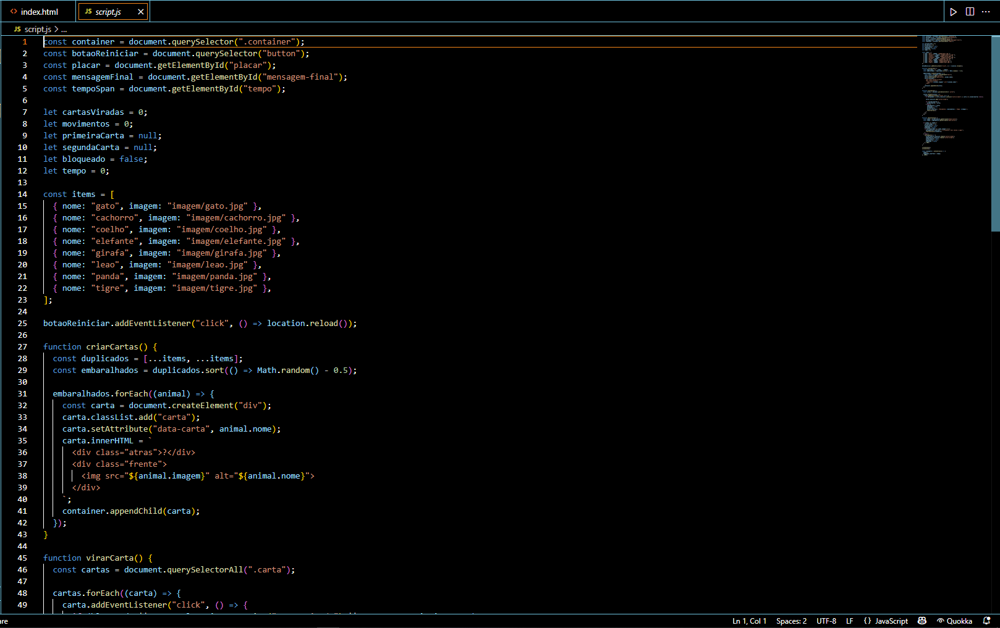 index.html
JS script.js
JS script.js > ...
1 const container = document.querySelector(".container");
2 const botaoReiniciar = document.querySelector("button");
3 const placar = document.getElementById("placar");
4 const mensagemFinal = document.getElementById("mensagem-final");
5 const tempoSpan = document.getElementById("tempo");
6
7 let cartasViradas = 0;
8 let movimentos = 0;
9 let primeiraCarta = null;
10 let segundaCarta = null;
11 let bloqueado = false;
12 let tempo = 0;
13
14 const items = [
15 { nome: "gato", imagem: "imagem/gato.jpg" },
16 { nome: "cachorro", imagem: "imagem/cachorro.jpg" },
17 { nome: "coelho", imagem: "imagem/coelho.jpg" },
18 { nome: "elefante", imagem: "imagem/elefante.jpg" },
19 { nome: "girafa", imagem: "imagem/girafa.jpg" },
20 { nome: "leao", imagem: "imagem/leao.jpg" },
21 { nome: "panda", imagem: "imagem/panda.jpg" },
22 { nome: "tigre", imagem: "imagem/tigre.jpg" },
23 ];
24
25 botaoReiniciar.addEventListener("click", () => location.reload());
26
27 function criarCartas() {
28 const duplicados = [...items, ...items];
29 const embaralhados = duplicados.sort(() => Math.random() - 0.5);
30
31 embaralhados.forEach((animal) => {
32 const carta = document.createElement("div");
33 carta.classList.add("carta");
34 carta.setAttribute("data-carta", animal.nome);
35 carta.innerHTML = `
36 <div class="atras">?</div>
37 <div class="frente">
38 <img src="${animal.imagem}" alt="${animal.nome}">
39 </div>
40 `;
41 container.appendChild(carta);
42 });
43 }
44
45 function virarCarta() {
46 const cartas = document.querySelectorAll(".carta");
47
48 cartas.forEach((carta) => {
49 carta.addEventListener("click", () => {
re Ln 1, Col 1 Spaces: 2 UTF-8 LF {} JavaScript Quokka